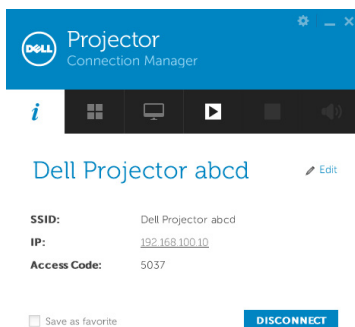 DELL
Projector
Connection Manager
i
Dell Projector abcd
Edit
SSID: Dell Projector abcd
IP: 192.168.100.10
Access Code: 5037
Save as favorite
DISCONNECT